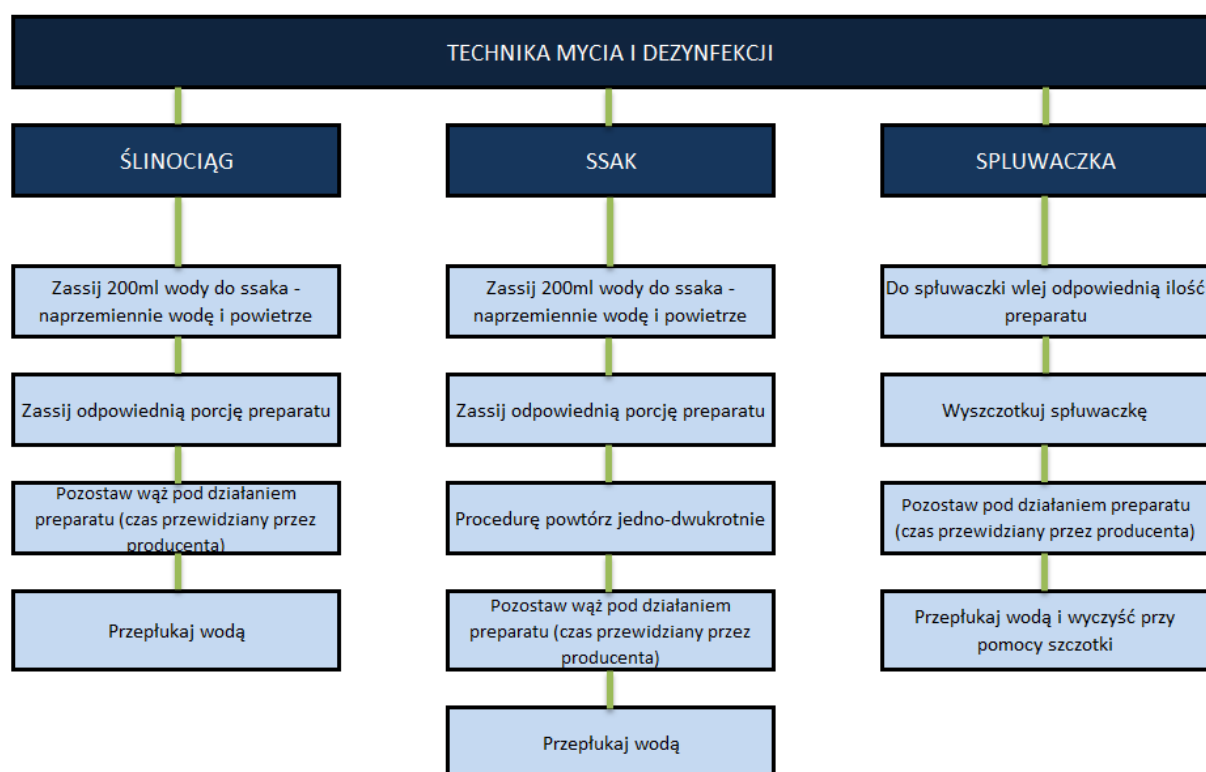 TECHNIKA MYCIA I DEZYNFEKCJI
ŚLINOCIĄG
Zassij 200ml wody do ssaka -
naprzemiennie wodę i powietrze
Zassij odpowiednią porcję preparatu
Pozostaw wąż pod działaniem
preparatu (czas przewidziany przez
producenta)
Przepłukaj wodą
SSAK
Zassij 200ml wody do ssaka -
naprzemiennie wodę i powietrze
Zassij odpowiednią porcję preparatu
Procedurę powtórz jedno-dwukrotnie
Pozostaw wąż pod działaniem
preparatu (czas przewidziany przez
producenta)
Przepłukaj wodą
SPLUWACZKA
Do spłuwaczki wlej odpowiednią ilość
preparatu
Wyszczotkuj spłuwaczkę
Pozostaw pod działaniem preparatu
(czas przewidziany przez producenta)
Przepłukaj wodą i wyczyść przy
pomocy szczotki